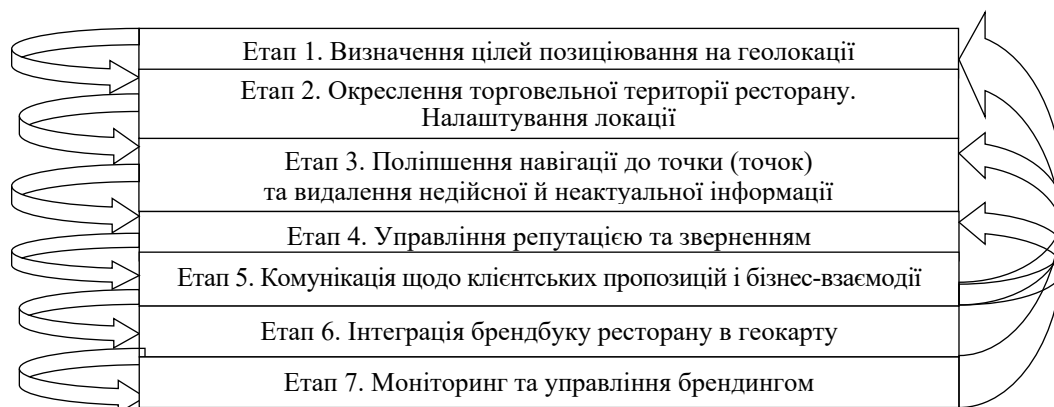 Етап 1. Визначення цілей позиціювання на геолокації
Етап 2. Окреслення торговельної території ресторану.
Налаштування локації
Етап 3. Поліпшення навігації до точки (точок)
та видалення недійсної й неактуальної інформації
Етап 4. Управління репутацією та зверненням
Етап 5. Комунікація щодо клієнтських пропозицій і бізнес-взаємодії
Етап 6. Інтеграція брендбуку ресторану в геокарту
Етап 7. Моніторинг та управління брендингом